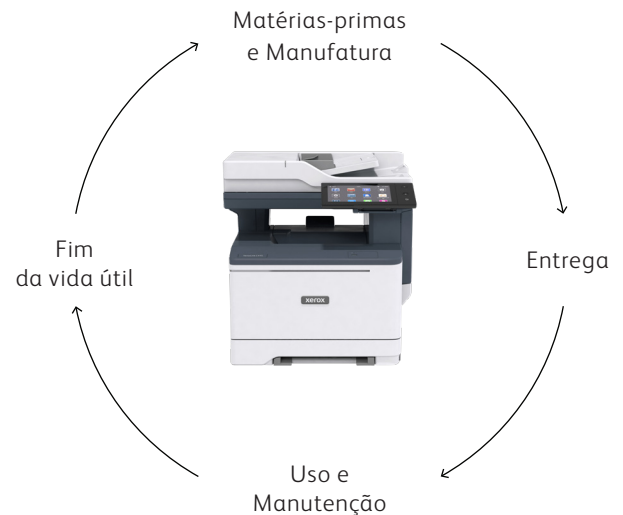 Matérias-primas
e Manufatura
Fim
da vida útil
Entrega
xerox
Uso e
Manutenção